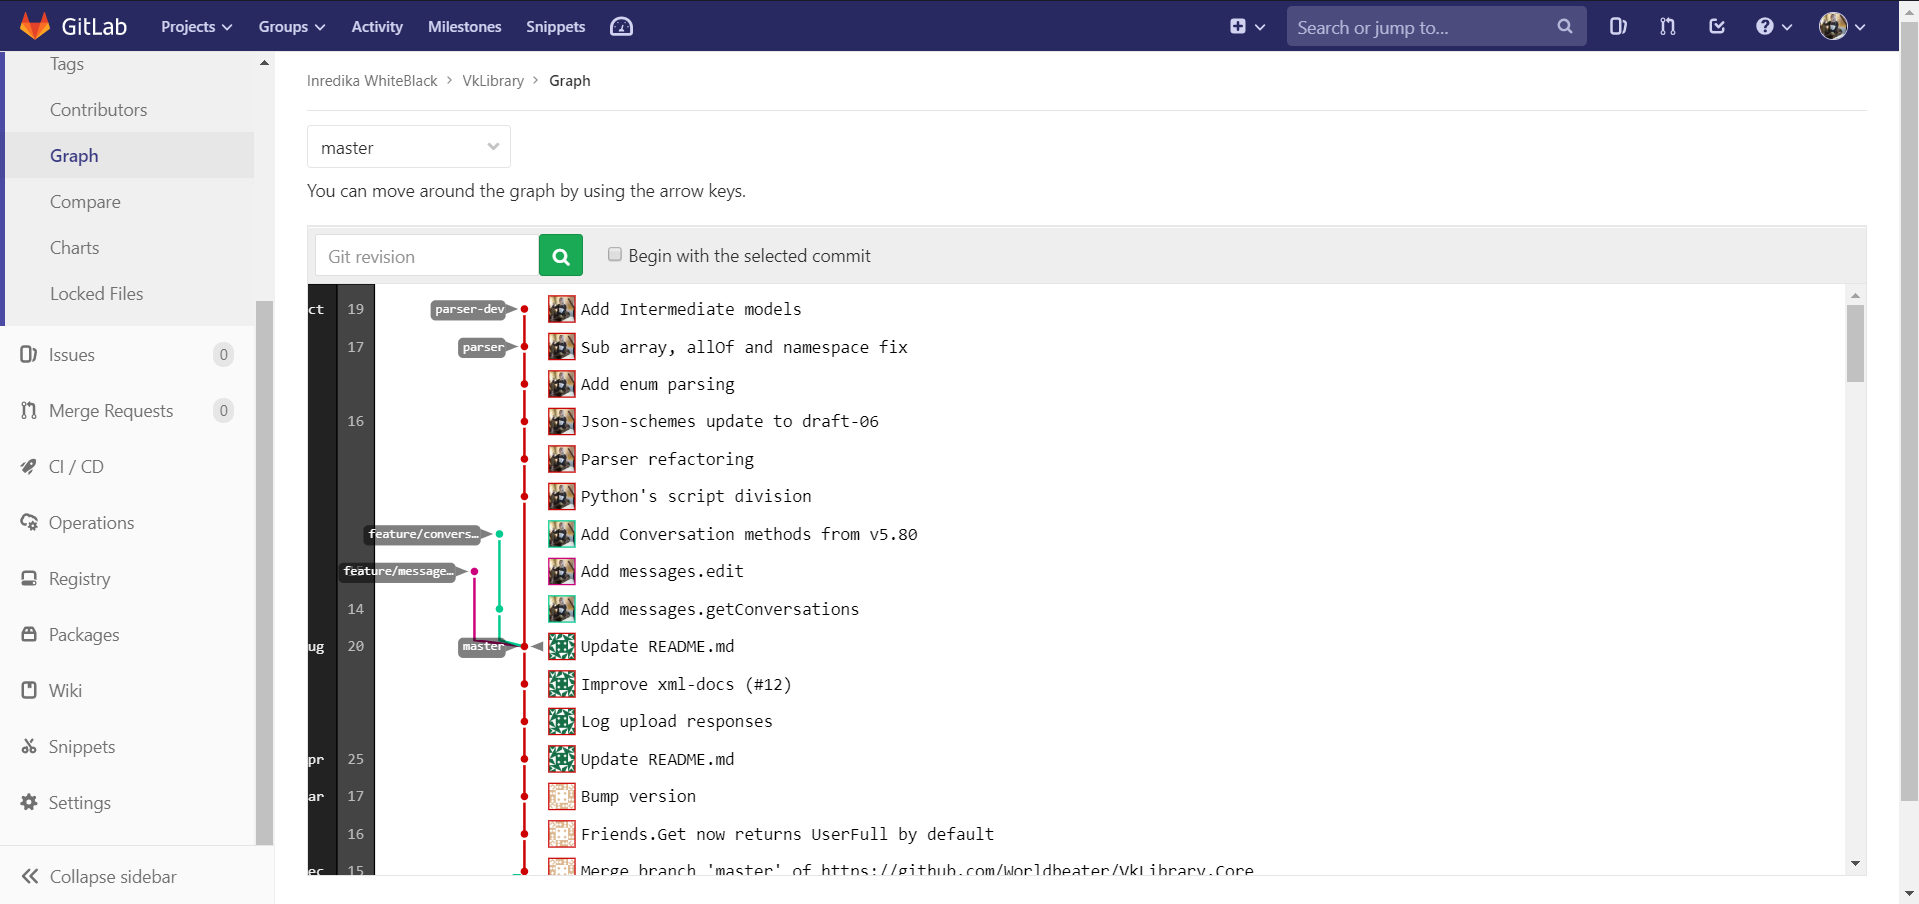 GitLab Projects Groups Activity Milestones Snippets Search or jump to...
Tags
Contributors
Graph
Compare
Charts
Locked Files
Issues 0
Merge Requests 0
CI / CD
Operations
Registry
Packages
Wiki
Snippets
Settings
Collapse sidebar
Inredika WhiteBlack > VkLibrary > Graph
master
You can move around the graph by using the arrow keys.
Git revision Begin with the selected commit
ct 19 parser-dev Add Intermediate models
17 parser Sub array, allOf and namespace fix
Add enum parsing
16 Json-schemes update to draft-06
Parser refactoring
Python's script division
feature/convers… Add Conversation methods from v5.80
feature/message… Add messages.edit
14 Add messages.getConversations
ug 20 master Update README.md
Improve xml-docs (#12)
Log upload responses
pr 25 Update README.md
ar 17 Bump version
16 Friends.Get now returns UserFull by default
ec 15 Merge branch 'master' of https://github.com/Worldbeater/VkLibrary.Core